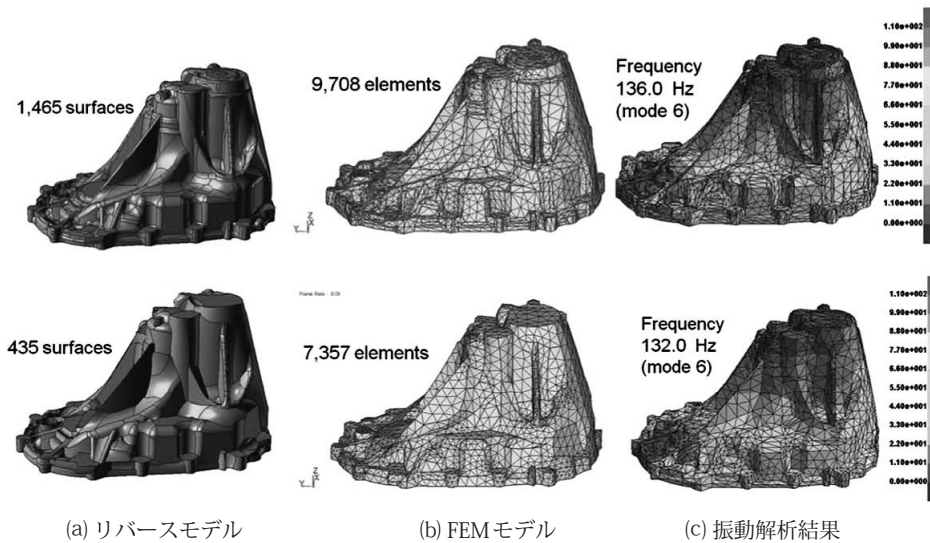 1,465 surfaces
9,708 elements
Frequency
136.0 Hz
(mode 6)
1.10e+002
9.90e+001
8.80e+001
7.70e+001
6.60e+001
5.50e+001
4.40e+001
3.30e+001
2.20e+001
1.10e+001
0.00e+000
435 surfaces
7,357 elements
Frequency
132.0 Hz
(mode 6)
1.10e+002
9.90e+001
8.80e+001
7.70e+001
6.60e+001
5.50e+001
4.40e+001
3.30e+001
2.20e+001
1.10e+001
0.00e+000
(a) リバースモデル
(b) FEMモデル
(c) 振動解析結果